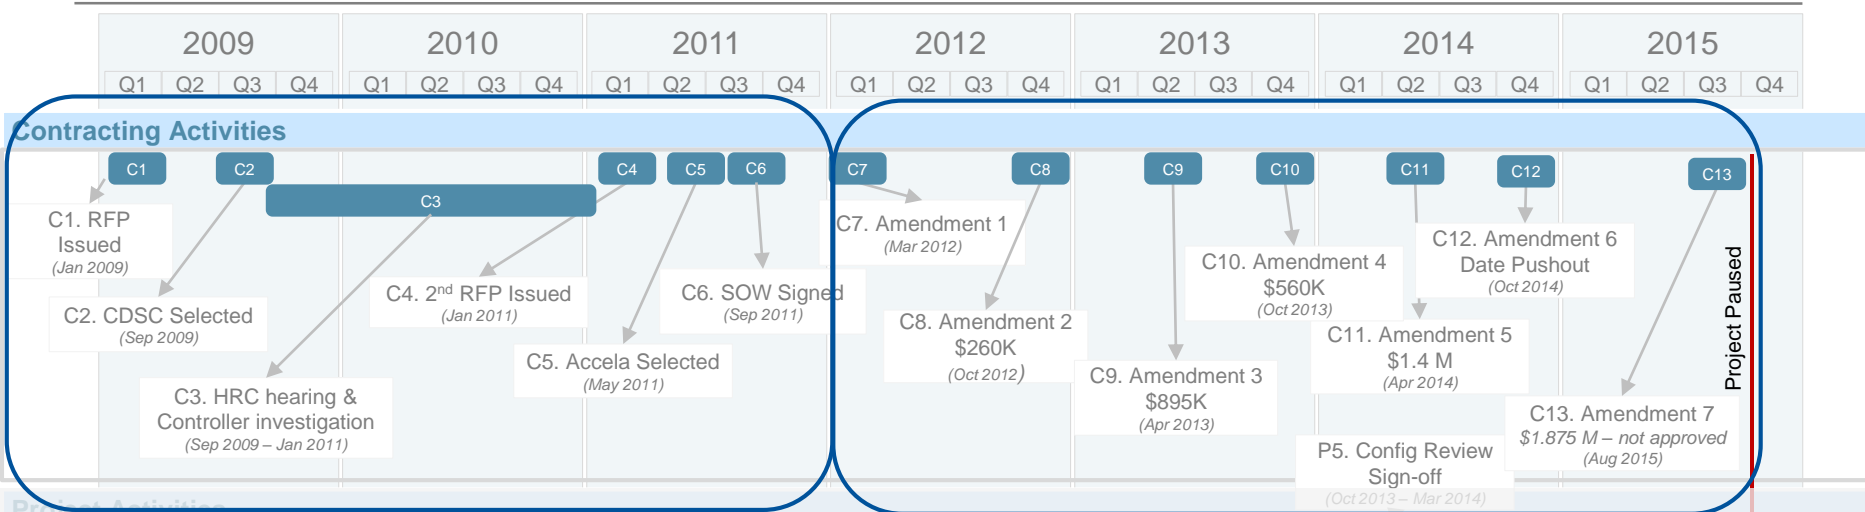 2009 2010 2011 2012 2013 2014 2015
Q1 Q2 Q3 Q4 Q1 Q2 Q3 Q4 Q1 Q2 Q3 Q4 Q1 Q2 Q3 Q4 Q1 Q2 Q3 Q4 Q1 Q2 Q3 Q4 Q1 Q2 Q3 Q4
Contracting Activities
C1 C2 C4 C5 C6 C7 C8 C9 C10 C11 C12 C13
C3
C1. RFP
Issued
(Jan 2009)
C2. CDSC Selected
(Sep 2009)
C3. HRC hearing &
Controller investigation
(Sep 2009 – Jan 2011)
C4. 2nd RFP Issued
(Jan 2011)
C5. Accela Selected
(May 2011)
C6. SOW Signed
(Sep 2011)
C7. Amendment 1
(Mar 2012)
C8. Amendment 2
$260K
(Oct 2012)
C9. Amendment 3
$895K
(Apr 2013)
C10. Amendment 4
$560K
(Oct 2013)
C11. Amendment 5
$1.4 M
(Apr 2014)
C12. Amendment 6
Date Pushout
(Oct 2014)
C13. Amendment 7
$1.875 M – not approved
(Aug 2015)
Project Paused
P5. Config Review
Sign-off
(Oct 2013 – Mar 2014)
Project Activities